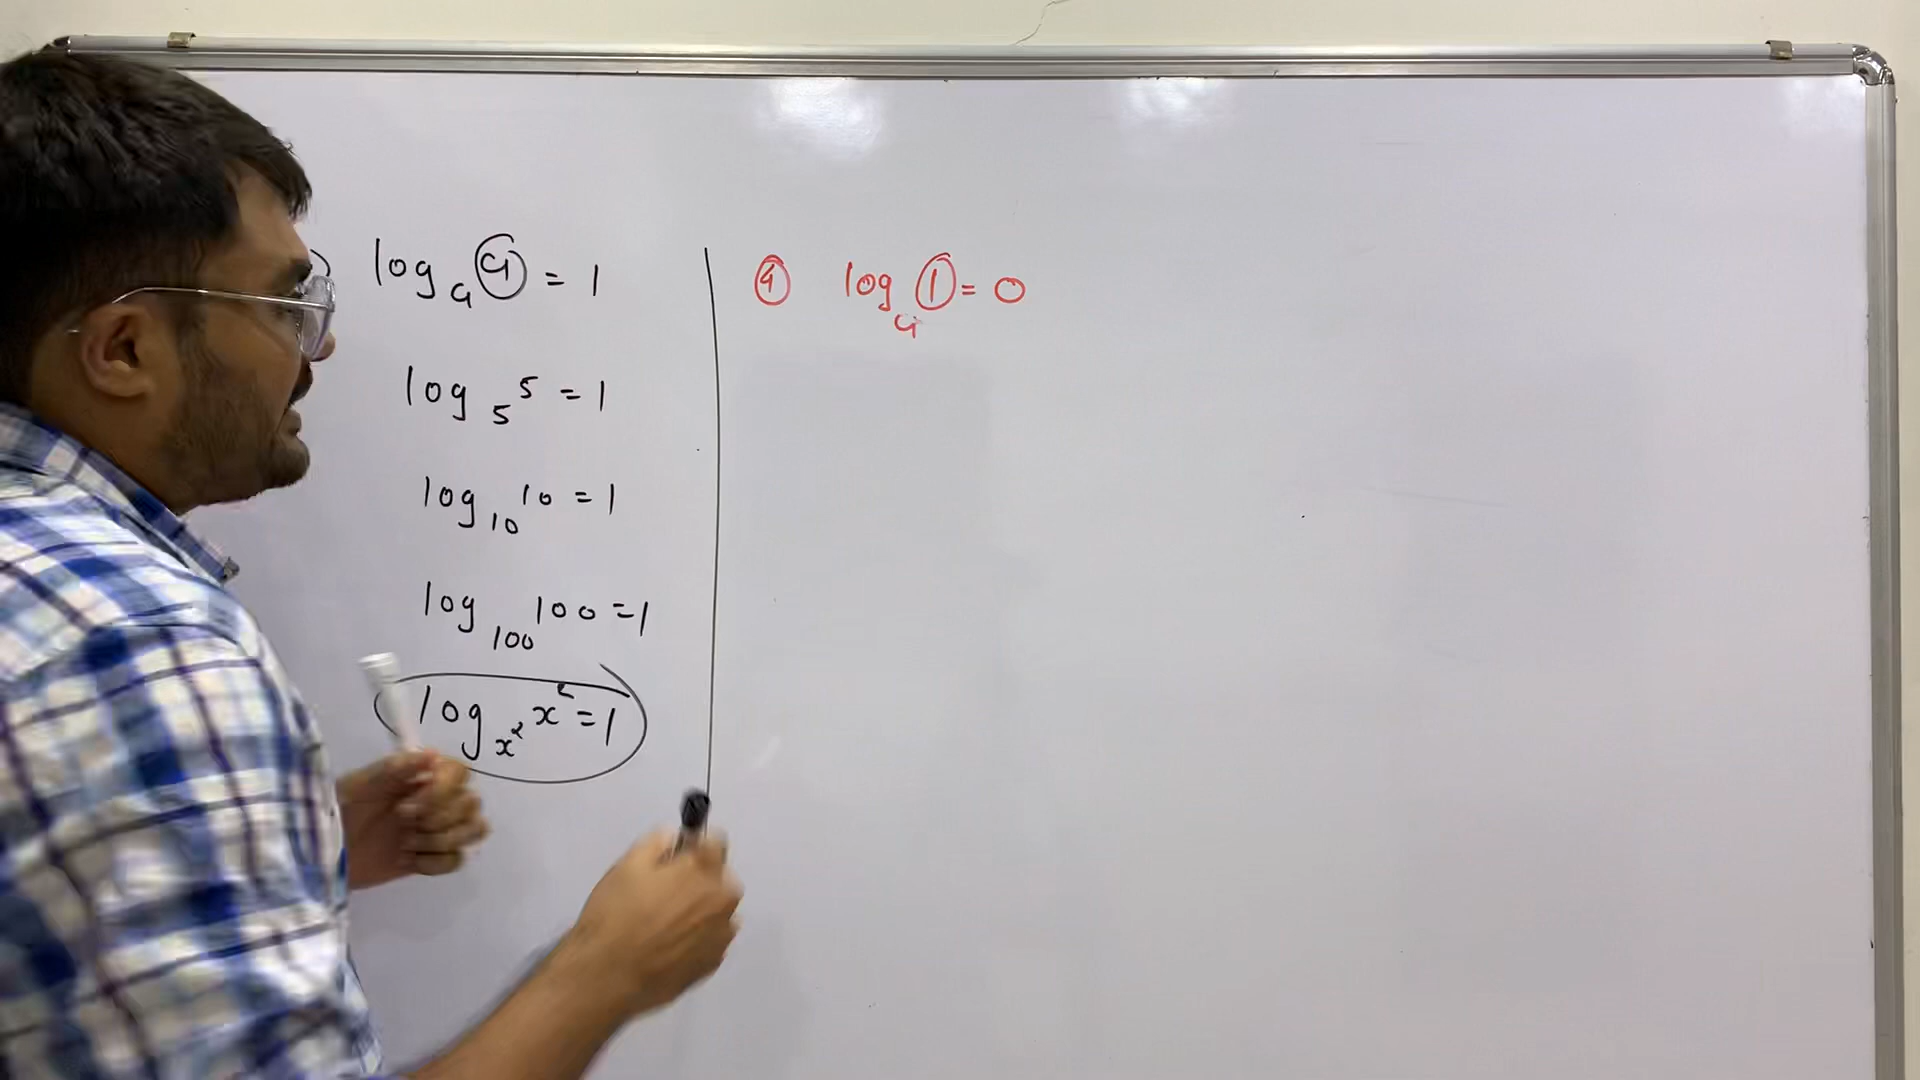 log_a a = 1
log_5 5 = 1
log_10 10 = 1
log_100 100 = 1
log_x² x² = 1
④ log_a 1 = 0